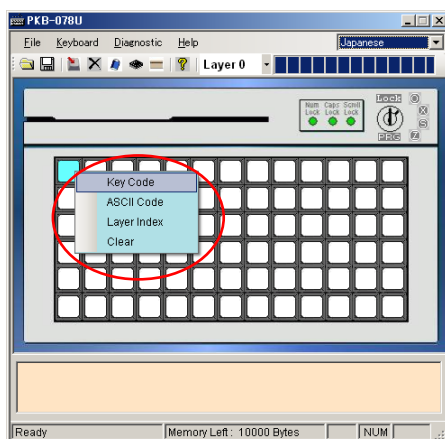 PKB-078U
File Keyboard Diagnostic Help Japanese
Layer 0
Num Lock Caps Lock Scroll Lock
Lock
PRG
Key Code
ASCII Code
Layer Index
Clear
Ready Memory Left : 10000 Bytes NUM